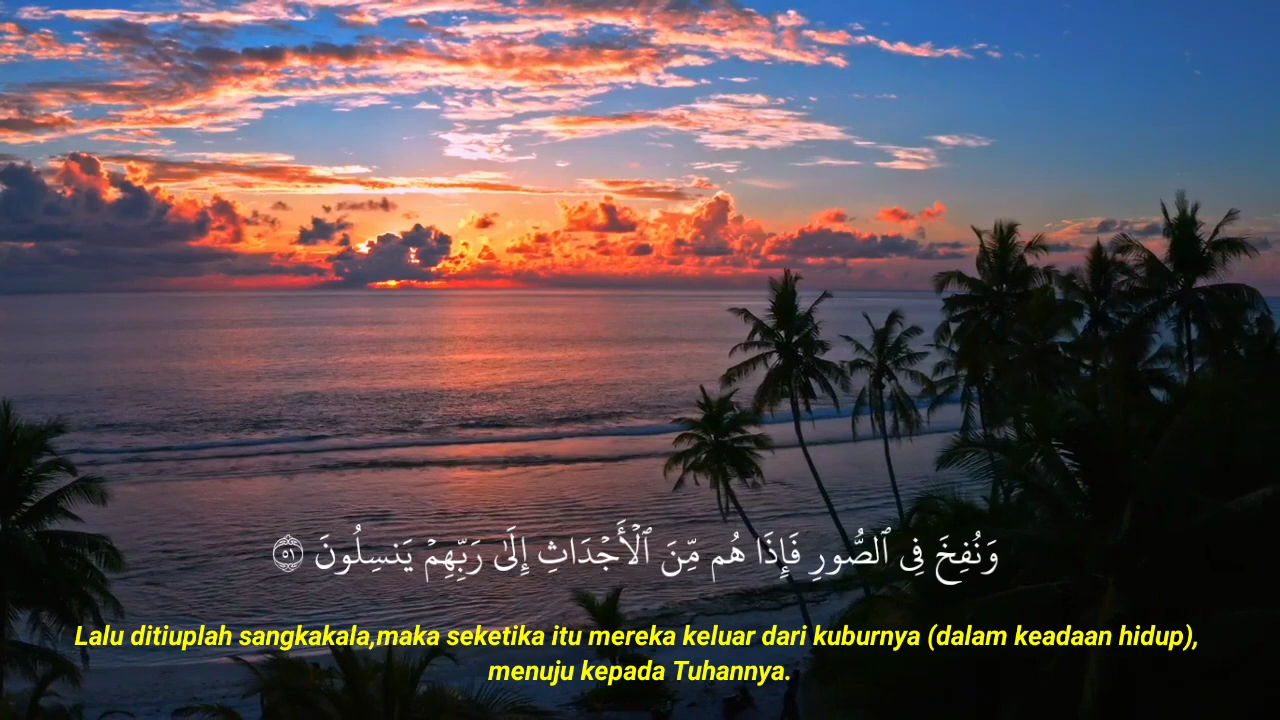 وَنُفِخَ فِى ٱلصُّورِ فَإِذَا هُم مِّنَ ٱلْأَجْدَاثِ إِلَىٰ رَبِّهِمْ يَنسِلُونَ ۝٥١
Lalu ditiuplah sangkakala,maka seketika itu mereka keluar dari kuburnya (dalam keadaan hidup),
menuju kepada Tuhannya.